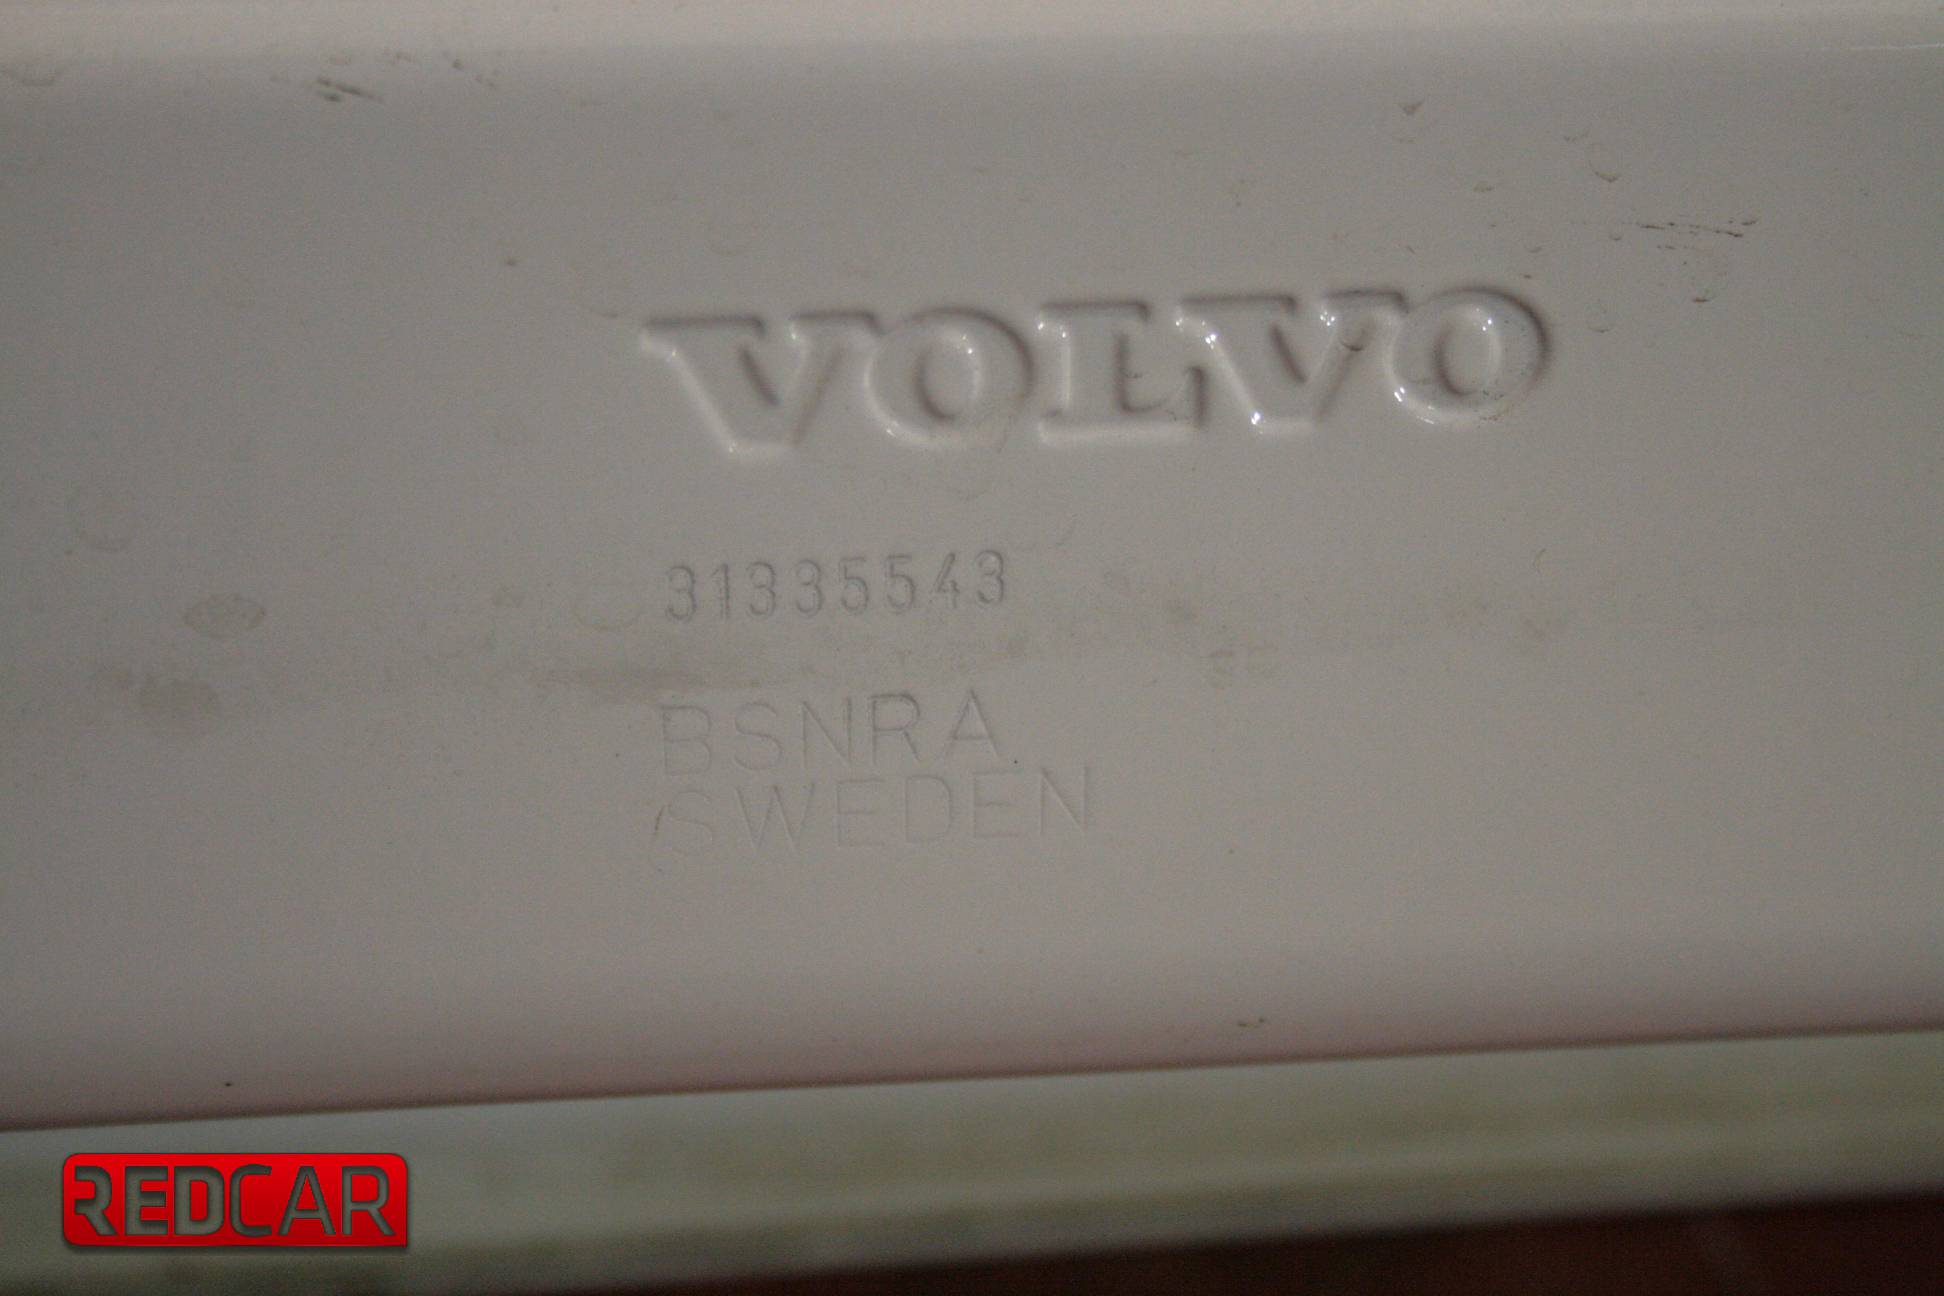 VOLVO
31335543
BSNRA
SWEDEN
REDCAR